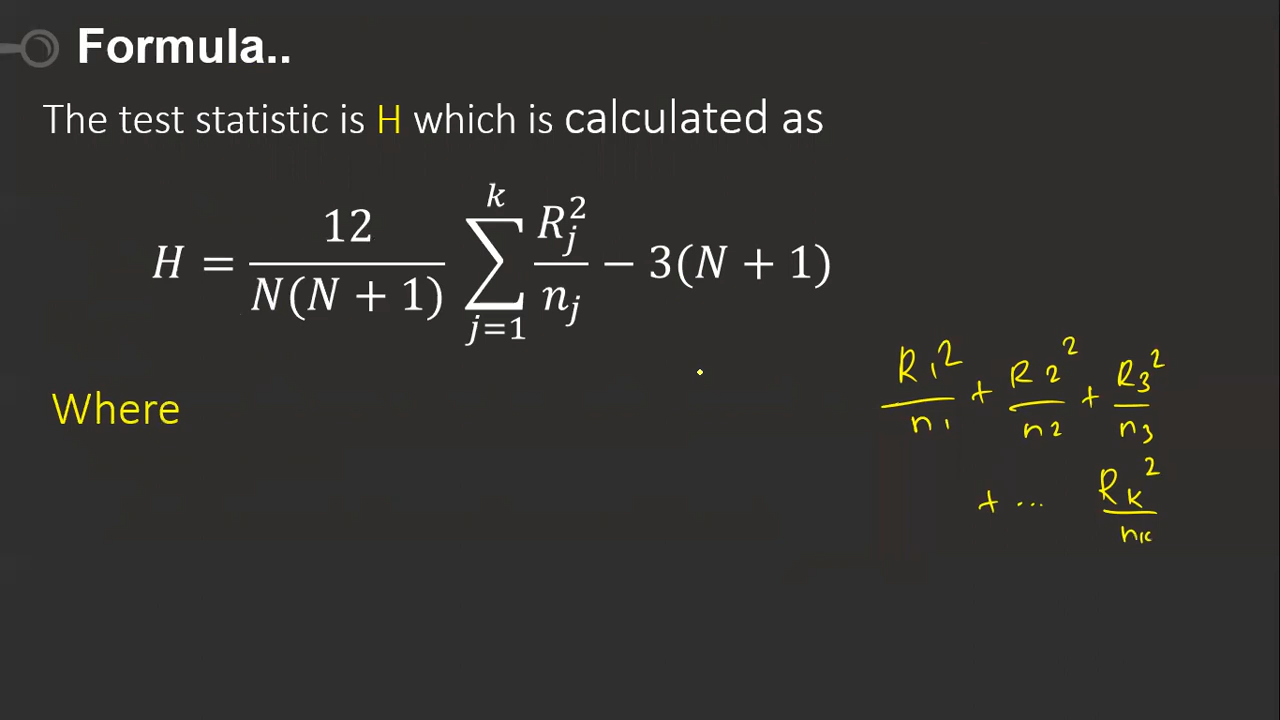 Formula..
The test statistic is H which is calculated as
H = 12/N(N + 1) ∑_{j=1}^{k} R_j^2/n_j − 3(N + 1)
Where
R1^2/n1 + R2^2/n2 + R3^2/n3
+ ... Rk^2/nk